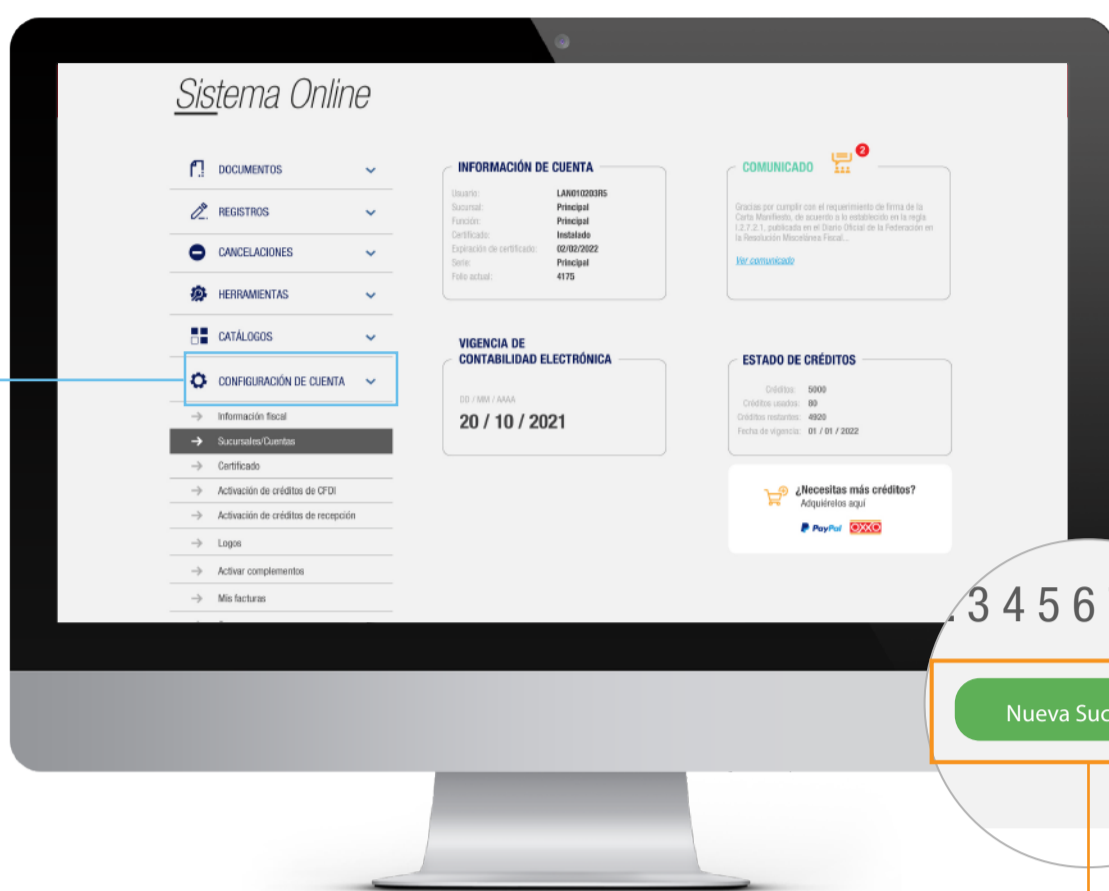 Sistema Online
DOCUMENTOS
REGISTROS
CANCELACIONES
HERRAMIENTAS
CATÁLOGOS
CONFIGURACIÓN DE CUENTA
Información fiscal
Sucursales/Cuentas
Certificado
Activación de créditos de CFDI
Activación de créditos de recepción
Logos
Activar complementos
Mis facturas
INFORMACIÓN DE CUENTA
Usuario: LAN010203R5
Sucursal: Principal
Función: Principal
Certificado: Instalado
Expiración de certificado: 02/02/2022
Serie: Principal
Folio actual: 4175
COMUNICADO
2
Gracias por cumplir con el requerimiento de firma de la
Carta Manifiesto, de acuerdo a lo establecido en la regla
I.2.7.2.1, publicada en el Diario Oficial de la Federación en
la Resolución Miscelánea Fiscal...
Ver comunicado
VIGENCIA DE
CONTABILIDAD ELECTRÓNICA
DD / MM / AAAA
20 / 10 / 2021
ESTADO DE CRÉDITOS
Créditos: 5000
Créditos usados: 80
Créditos restantes: 4920
Fecha de vigencia: 01 / 01 / 2022
¿Necesitas más créditos?
Adquiérelos aquí
PayPal OXXO
3 4 5 6
Nueva Suc